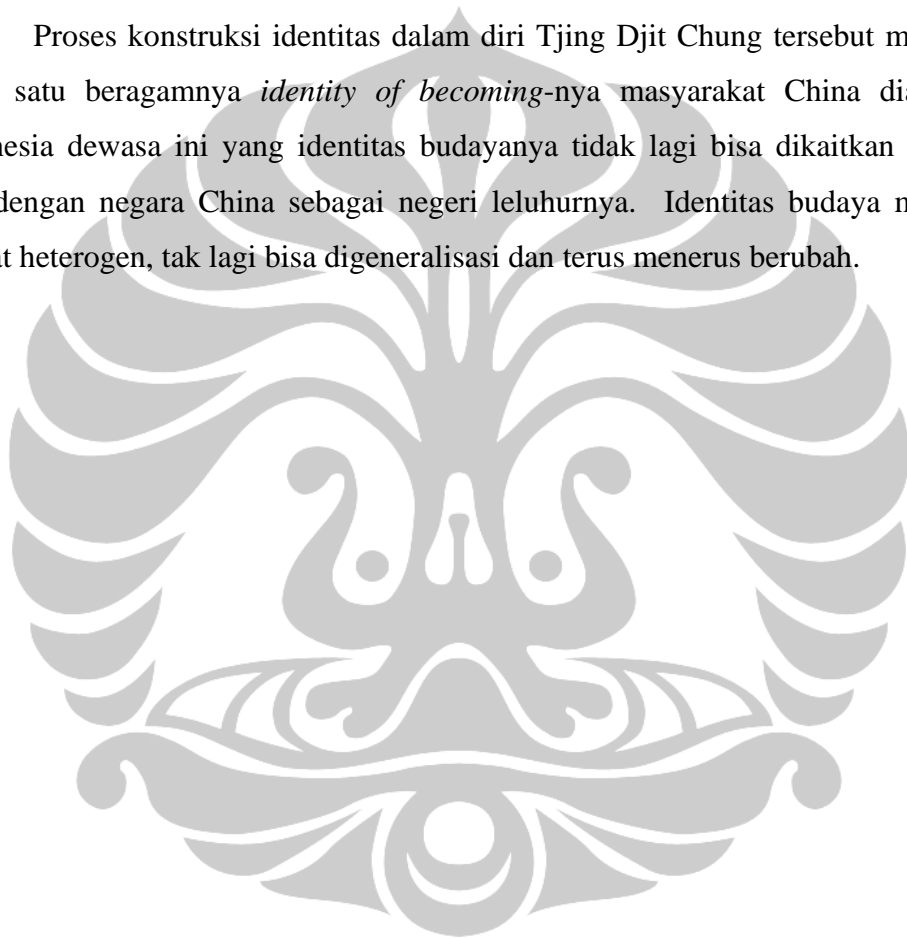 Proses konstruksi identitas dalam diri Tjing Djit Chung tersebut m
satu beragamnya identity of becoming-nya masyarakat China dia
nesia dewasa ini yang identitas budayanya tidak lagi bisa dikaitkan
dengan negara China sebagai negeri leluhurnya. Identitas budaya m
at heterogen, tak lagi bisa digeneralisasi dan terus menerus berubah.